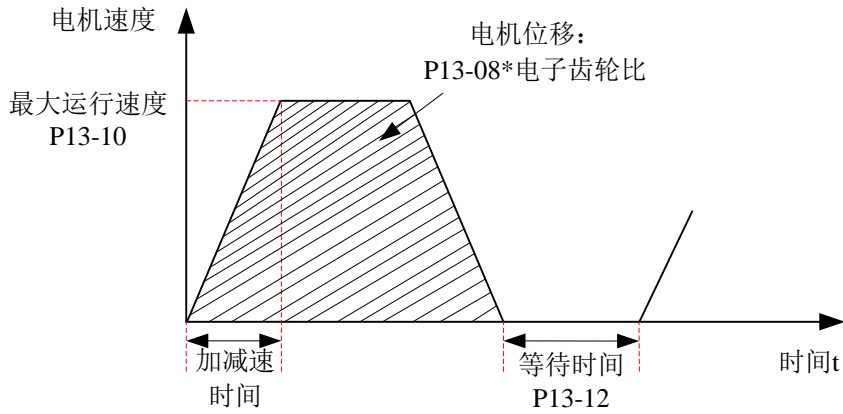 电机速度
电机位移：
P13-08*电子齿轮比
最大运行速度
P13-10
加减速
时间
等待时间
P13-12
时间t